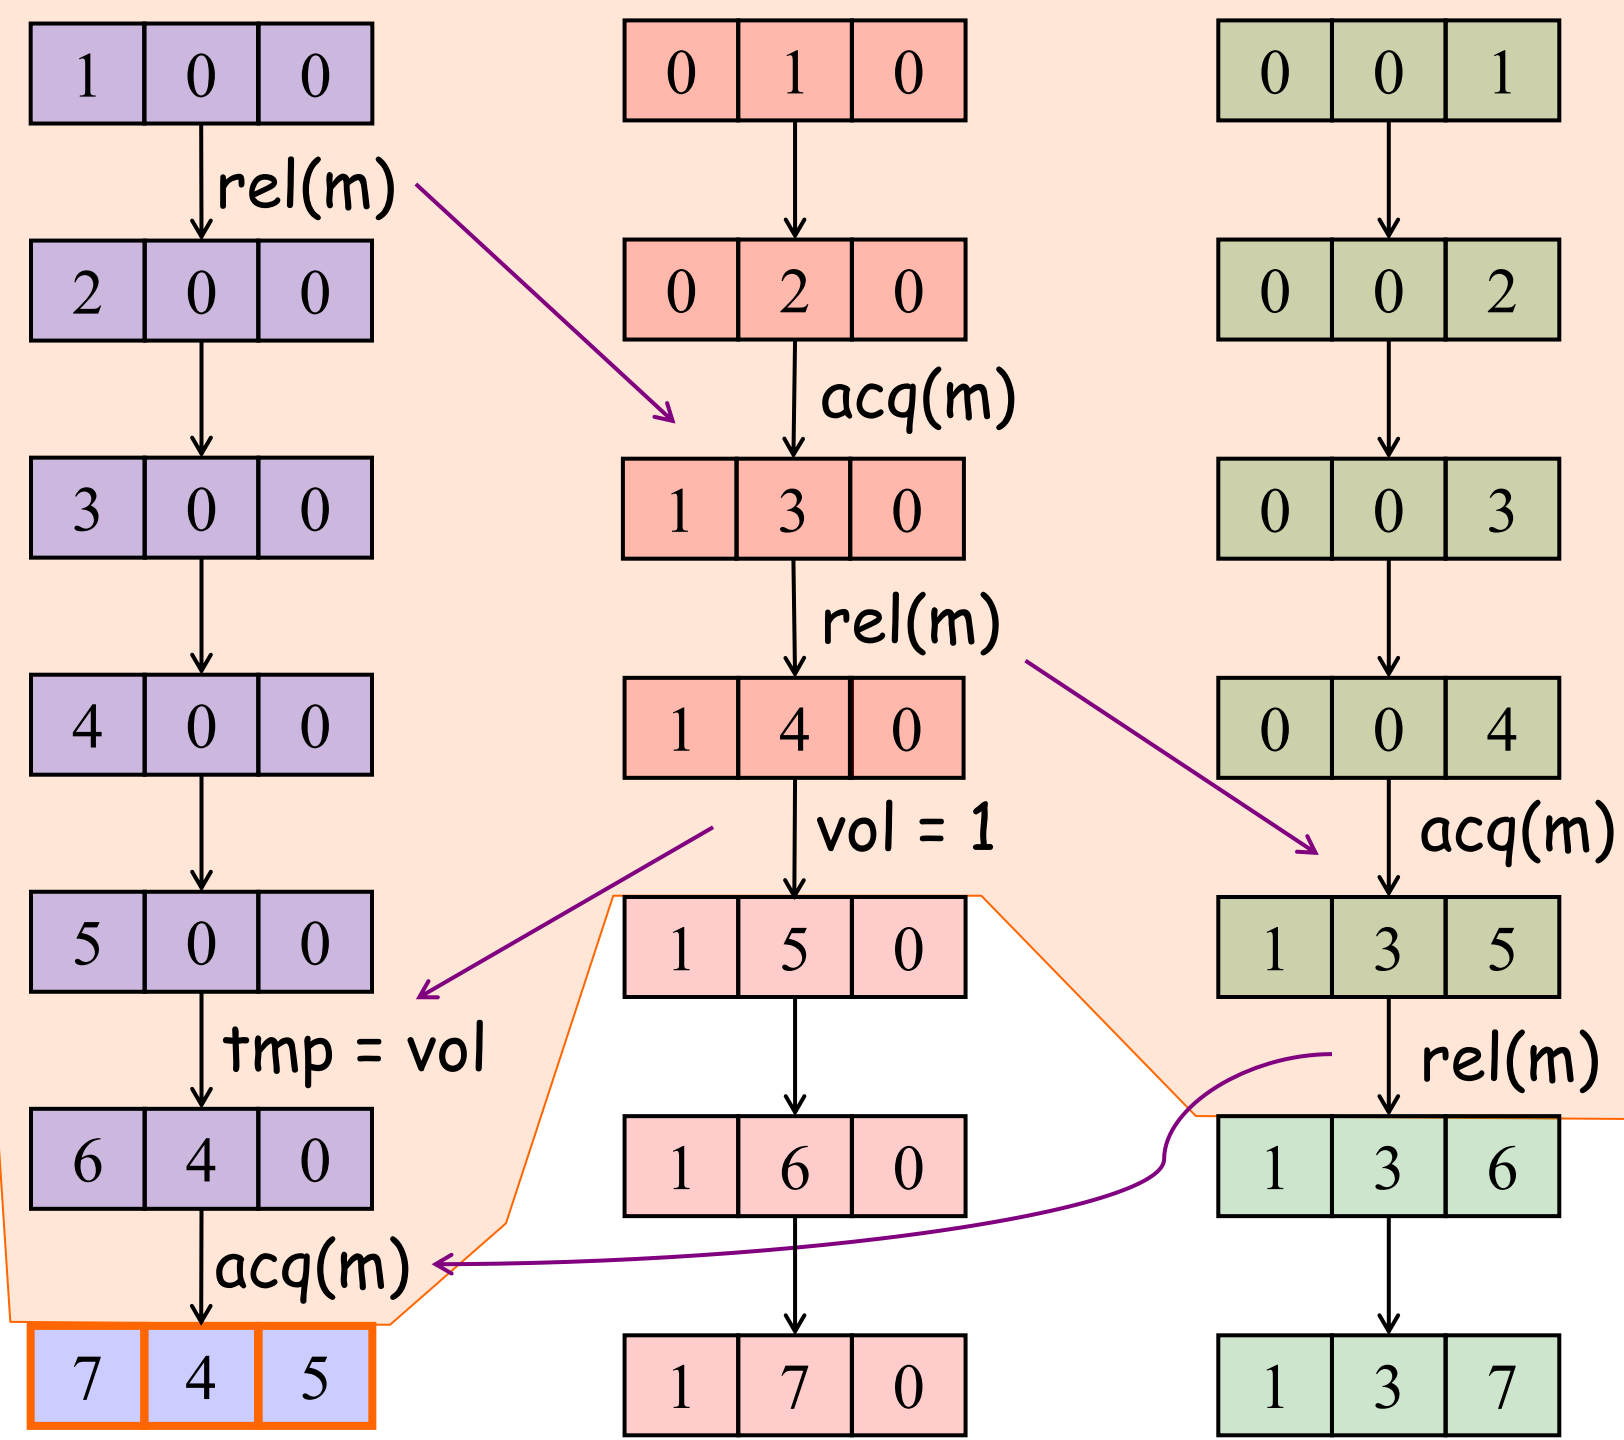 1 0 0 0 1 0 0 0 1
rel(m)
2 0 0 0 2 0 0 0 2
acq(m)
3 0 0 1 3 0 0 0 3
rel(m)
4 0 0 1 4 0 0 0 4
vol = 1 acq(m)
5 0 0 1 5 0 1 3 5
tmp = vol rel(m)
6 4 0 1 6 0 1 3 6
acq(m)
7 4 5 1 7 0 1 3 7